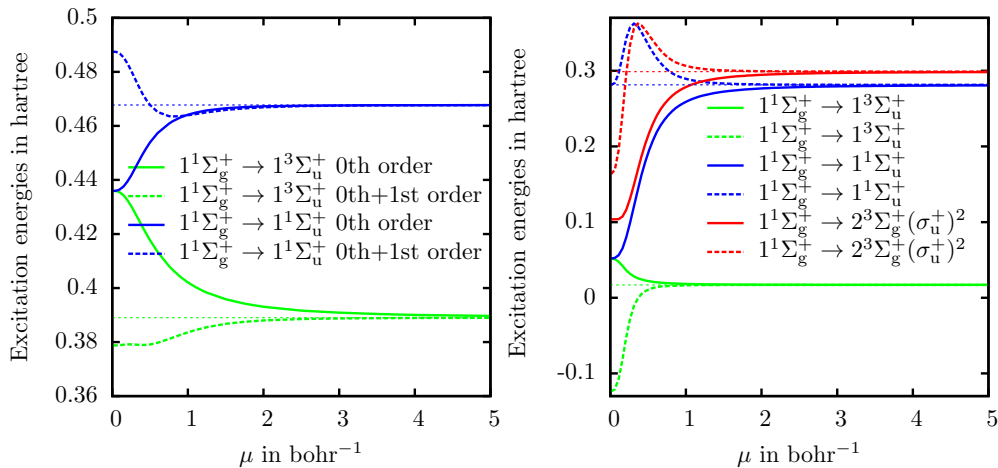 Excitation energies in hartree
0.5
0.48
0.46
0.44
0.42
0.4
0.38
0.36
1¹Σg⁺ → 1³Σu⁺ 0th order
1¹Σg⁺ → 1³Σu⁺ 0th+1st order
1¹Σg⁺ → 1¹Σu⁺ 0th order
1¹Σg⁺ → 1¹Σu⁺ 0th+1st order
0 1 2 3 4 5
μ in bohr⁻¹
Excitation energies in hartree
0.3
0.2
0.1
0
-0.1
1¹Σg⁺ → 1³Σu⁺
1¹Σg⁺ → 1³Σu⁺
1¹Σg⁺ → 1¹Σu⁺
1¹Σg⁺ → 1¹Σu⁺
1¹Σg⁺ → 2³Σg⁺(σu⁺)²
1¹Σg⁺ → 2³Σg⁺(σu⁺)²
0 1 2 3 4 5
μ in bohr⁻¹